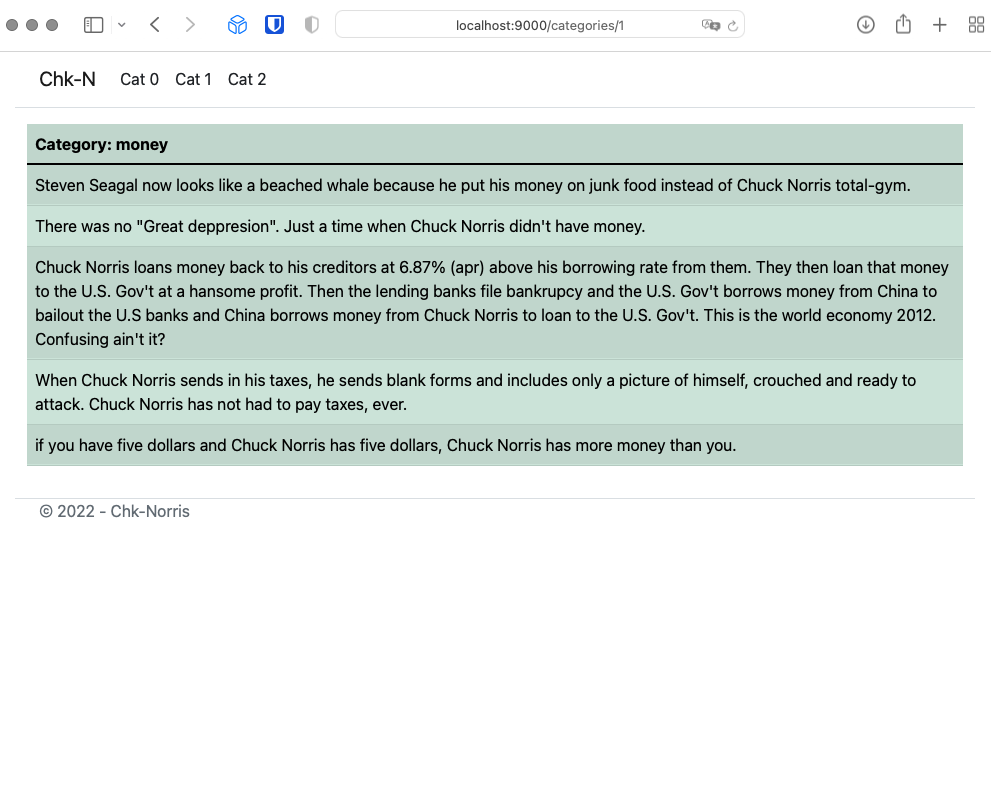 localhost:9000/categories/1
Chk-N Cat 0 Cat 1 Cat 2
Category: money
Steven Seagal now looks like a beached whale because he put his money on junk food instead of Chuck Norris total-gym.
There was no "Great deppresion". Just a time when Chuck Norris didn't have money.
Chuck Norris loans money back to his creditors at 6.87% (apr) above his borrowing rate from them. They then loan that money
to the U.S. Gov't at a hansome profit. Then the lending banks file bankrupcy and the U.S. Gov't borrows money from China to
bailout the U.S banks and China borrows money from Chuck Norris to loan to the U.S. Gov't. This is the world economy 2012.
Confusing ain't it?
When Chuck Norris sends in his taxes, he sends blank forms and includes only a picture of himself, crouched and ready to
attack. Chuck Norris has not had to pay taxes, ever.
if you have five dollars and Chuck Norris has five dollars, Chuck Norris has more money than you.
© 2022 - Chk-Norris